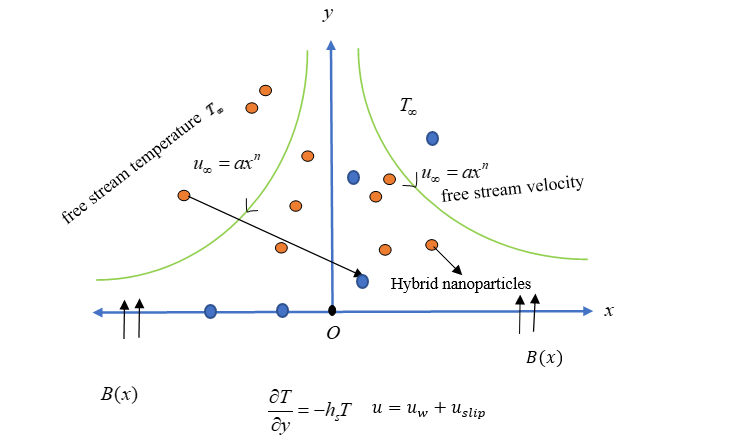 y
free stream temperature T∞
T∞
u∞ = axⁿ
u∞ = axⁿ
free stream velocity
Hybrid nanoparticles
x
O
B(x)
B(x)
∂T/∂y = −hₛT u = u_w + u_slip